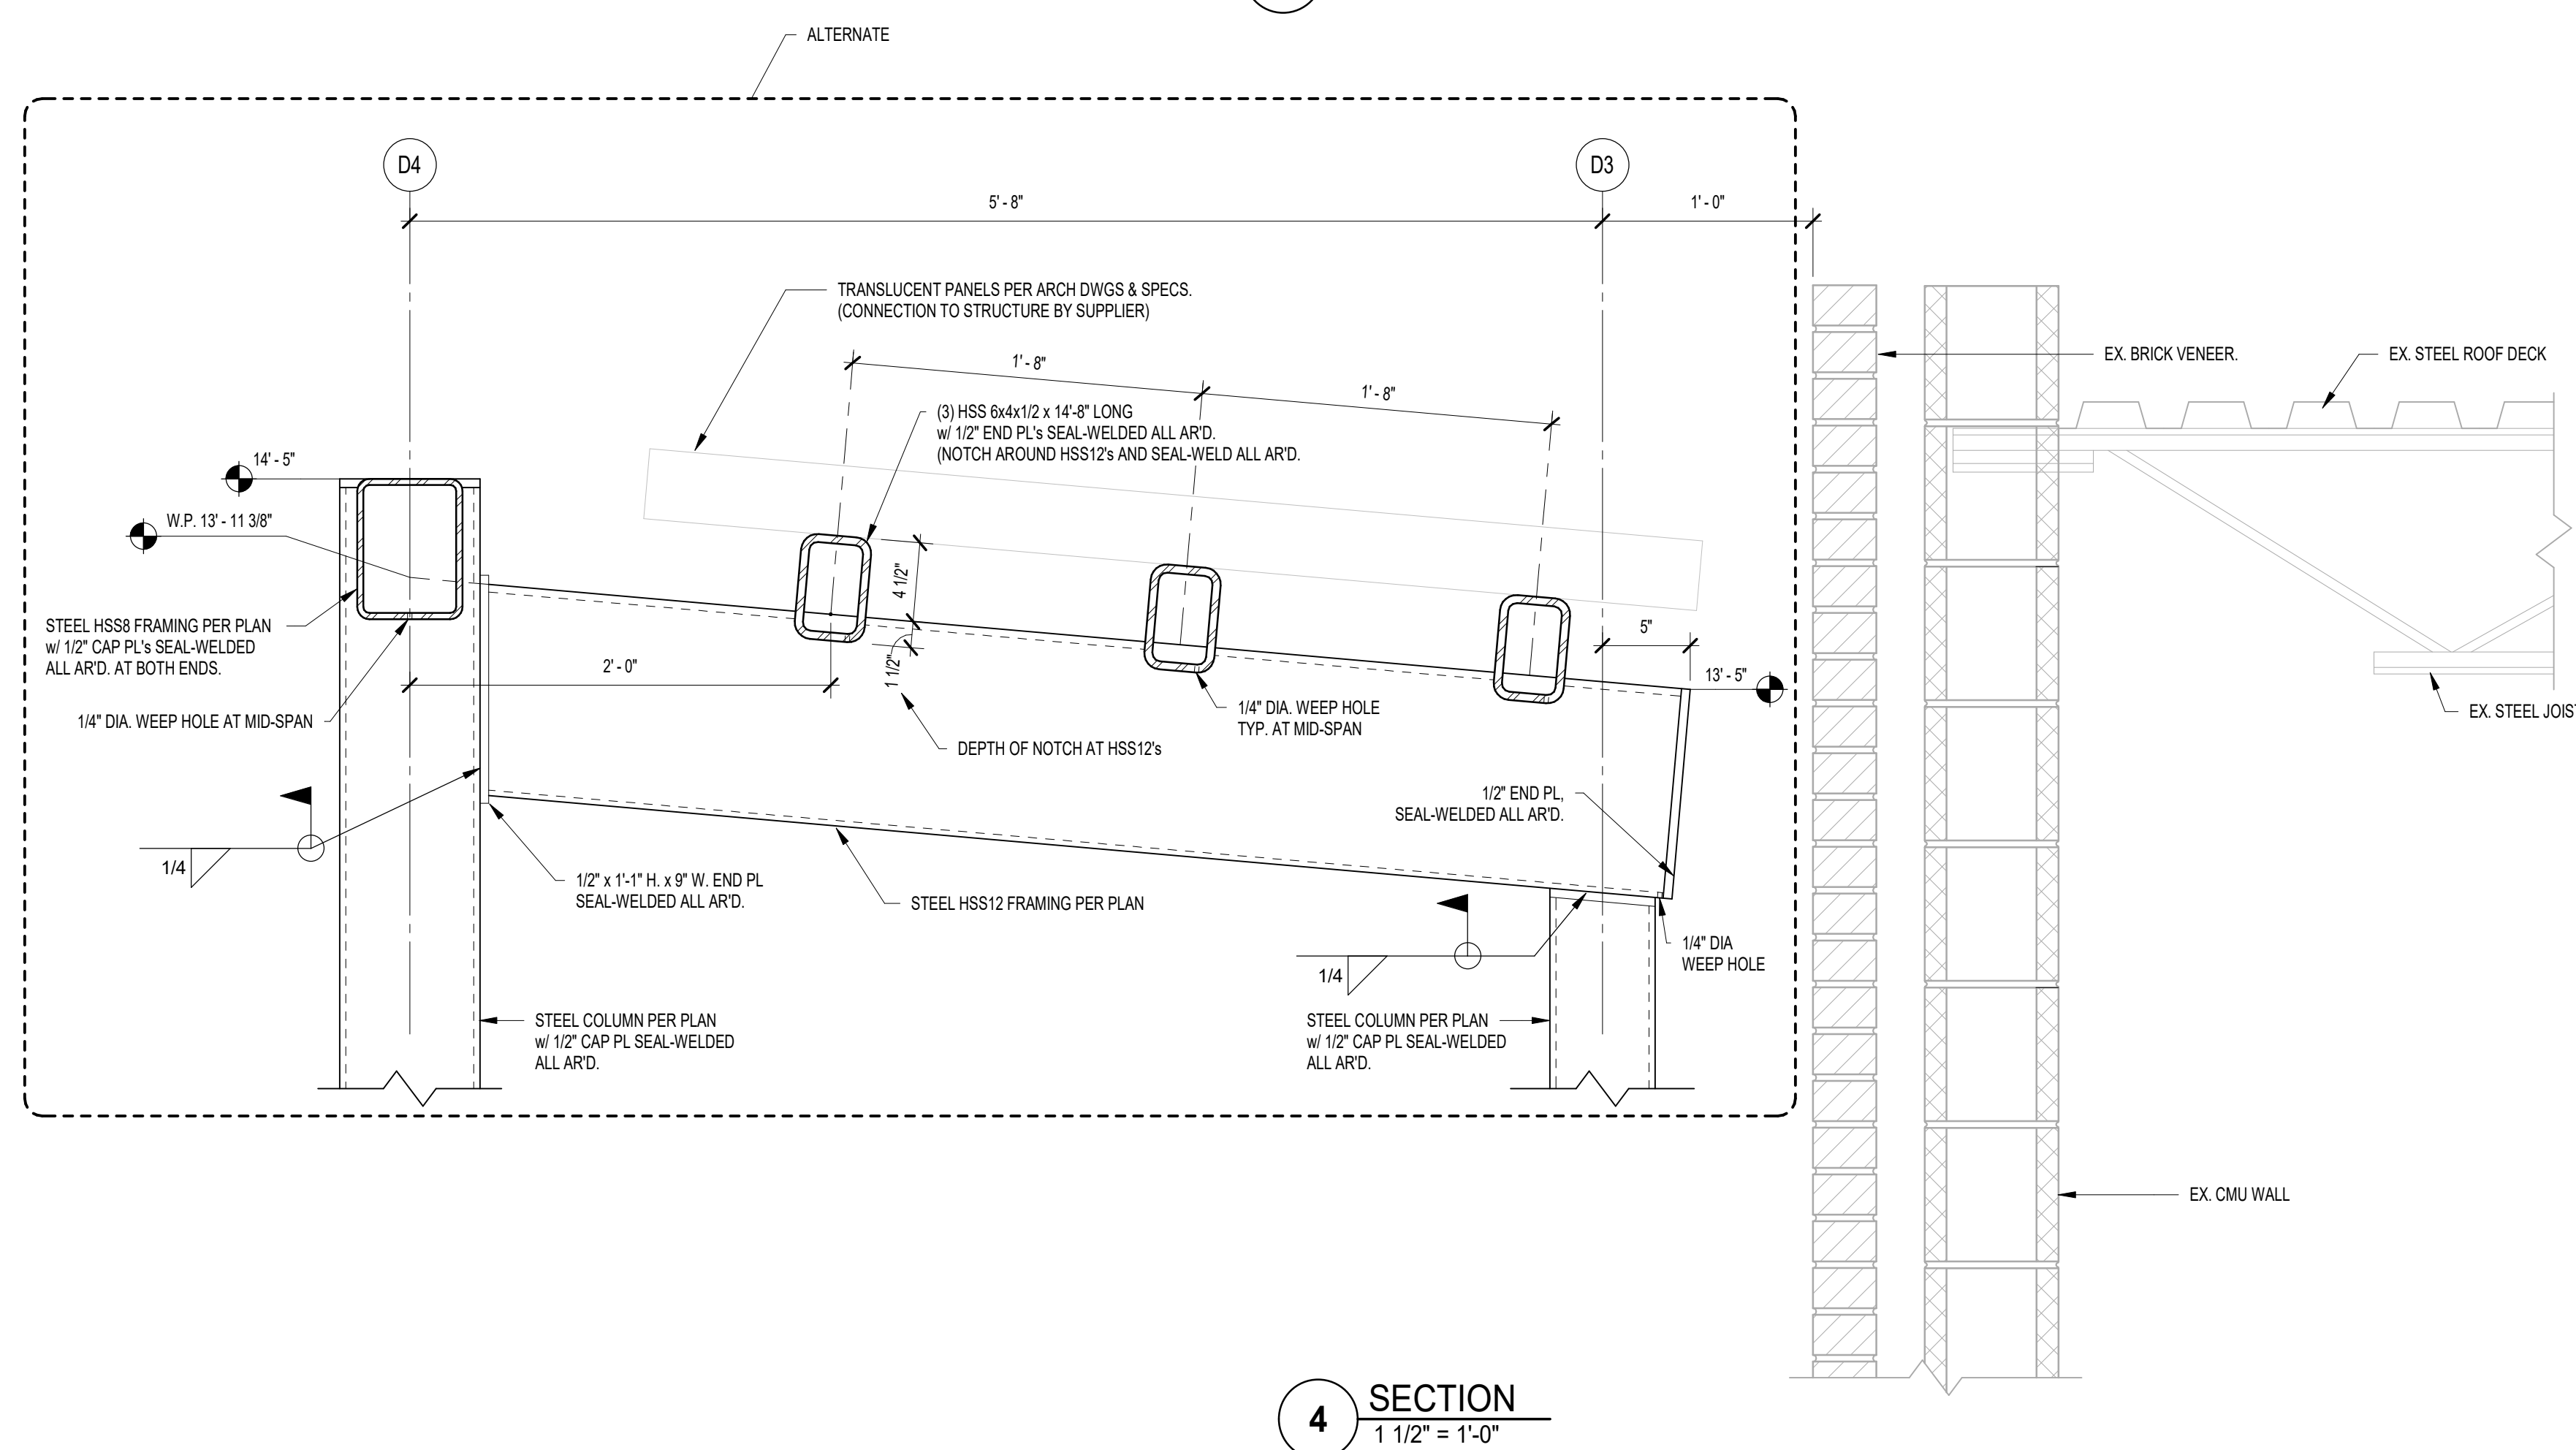 ALTERNATE
D4
D3
5' - 8"
1' - 0"
TRANSLUCENT PANELS PER ARCH DWGS & SPECS.
(CONNECTION TO STRUCTURE BY SUPPLIER)
1' - 8"
1' - 8"
EX. BRICK VENEER.
EX. STEEL ROOF DECK
(3) HSS 6x4x1/2 x 14'-8" LONG
w/ 1/2" END PL's SEAL-WELDED ALL AR'D.
(NOTCH AROUND HSS12's AND SEAL-WELD ALL AR'D.
14' - 5"
W.P. 13' - 11 3/8"
4 1/2"
STEEL HSS8 FRAMING PER PLAN
w/ 1/2" CAP PL's SEAL-WELDED
ALL AR'D. AT BOTH ENDS.
5"
2' - 0"
1 1/2"
13' - 5"
1/4" DIA. WEEP HOLE AT MID-SPAN
1/4" DIA. WEEP HOLE
TYP. AT MID-SPAN
EX. STEEL JOIST
DEPTH OF NOTCH AT HSS12's
1/2" END PL,
SEAL-WELDED ALL AR'D.
1/4
1/2" x 1'-1" H. x 9" W. END PL
SEAL-WELDED ALL AR'D.
STEEL HSS12 FRAMING PER PLAN
1/4" DIA
WEEP HOLE
1/4
STEEL COLUMN PER PLAN
w/ 1/2" CAP PL SEAL-WELDED
ALL AR'D.
STEEL COLUMN PER PLAN
w/ 1/2" CAP PL SEAL-WELDED
ALL AR'D.
EX. CMU WALL
4
SECTION
1 1/2" = 1'-0"